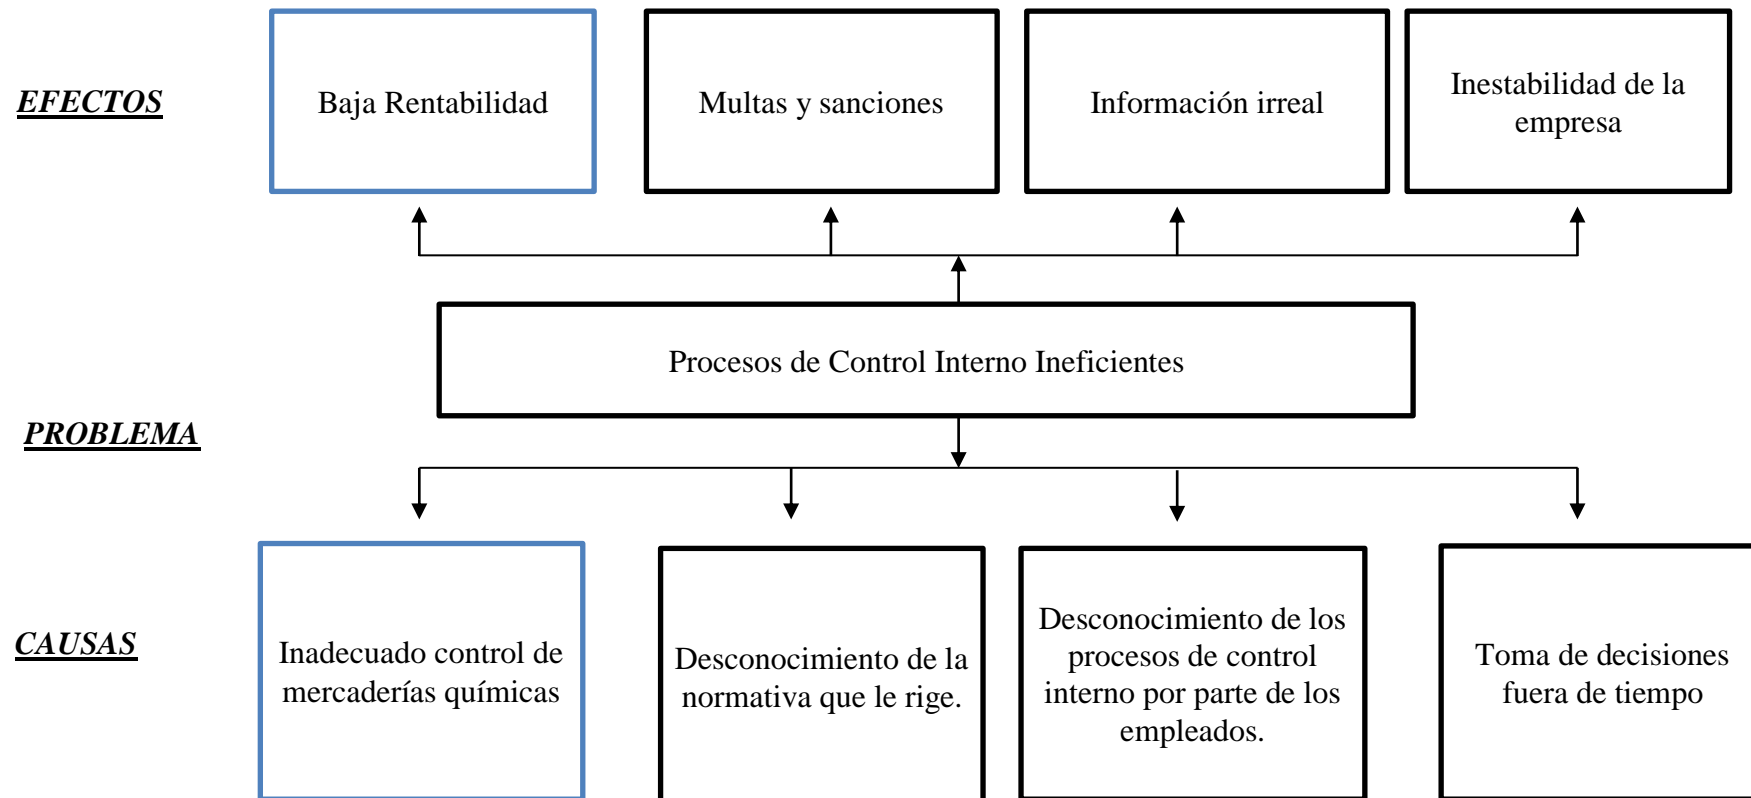 EFECTOS
Baja Rentabilidad
Multas y sanciones
Información irreal
Inestabilidad de la
empresa
Procesos de Control Interno Ineficientes
PROBLEMA
CAUSAS
Inadecuado control de
mercaderías químicas
Desconocimiento de la
normativa que le rige.
Desconocimiento de los
procesos de control
interno por parte de los
empleados.
Toma de decisiones
fuera de tiempo